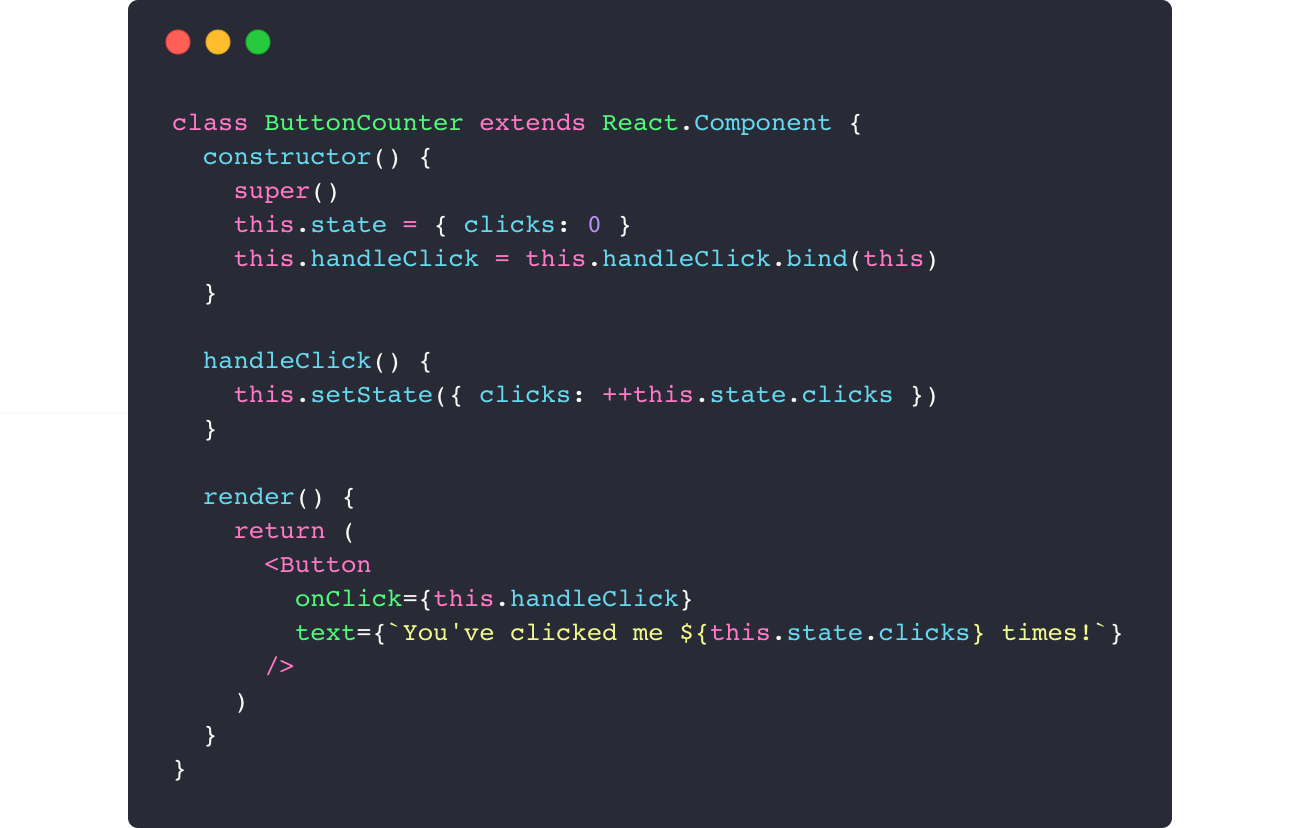 class ButtonCounter extends React.Component {
  constructor() {
    super()
    this.state = { clicks: 0 }
    this.handleClick = this.handleClick.bind(this)
  }

  handleClick() {
    this.setState({ clicks: ++this.state.clicks })
  }

  render() {
    return (
      <Button
        onClick={this.handleClick}
        text={`You've clicked me ${this.state.clicks} times!`}
      />
    )
  }
}